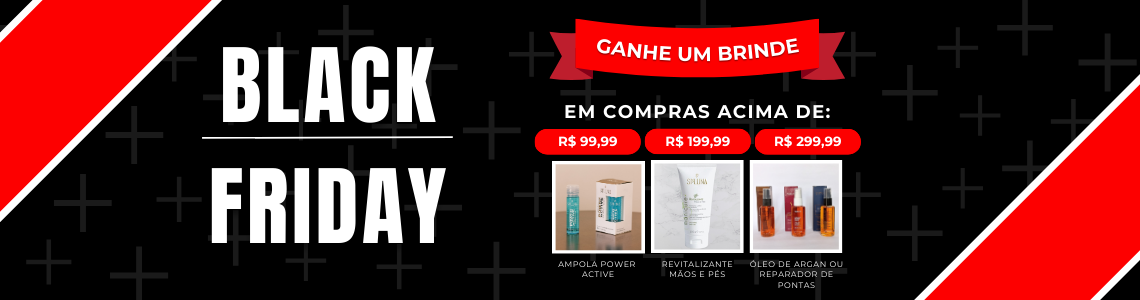 BLACK
FRIDAY
GANHE UM BRINDE
EM COMPRAS ACIMA DE:
R$ 99,99
R$ 199,99
R$ 299,99
AMPOLA POWER
ACTIVE
REVITALIZANTE
MÃOS E PÉS
ÓLEO DE ARGAN OU
REPARADOR DE
PONTAS